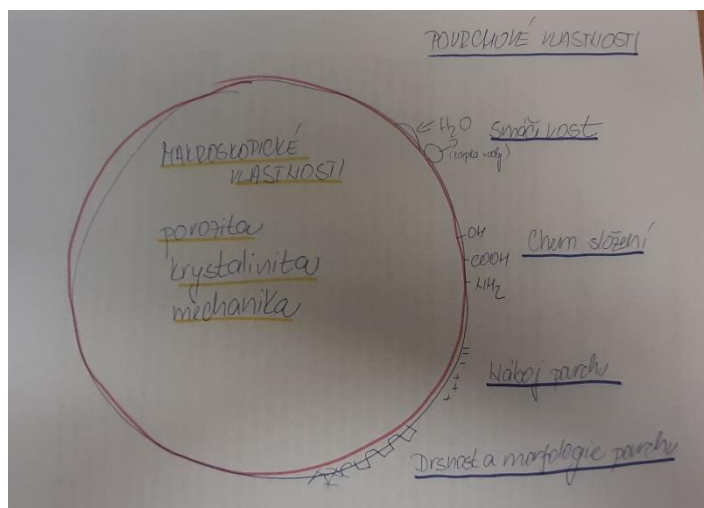 POVRCHOVÉ VLASTNOSTI
MAKROSKOPICKÉ
VLASTNOSTI
porozita
krystalinita
mechanika
H2O
(kapka vody)
smáčivost
OH
COOH
NH2
Chem složení
- - -
+ + +
Náboj povrchu
Drsnost a morfologie povrchu